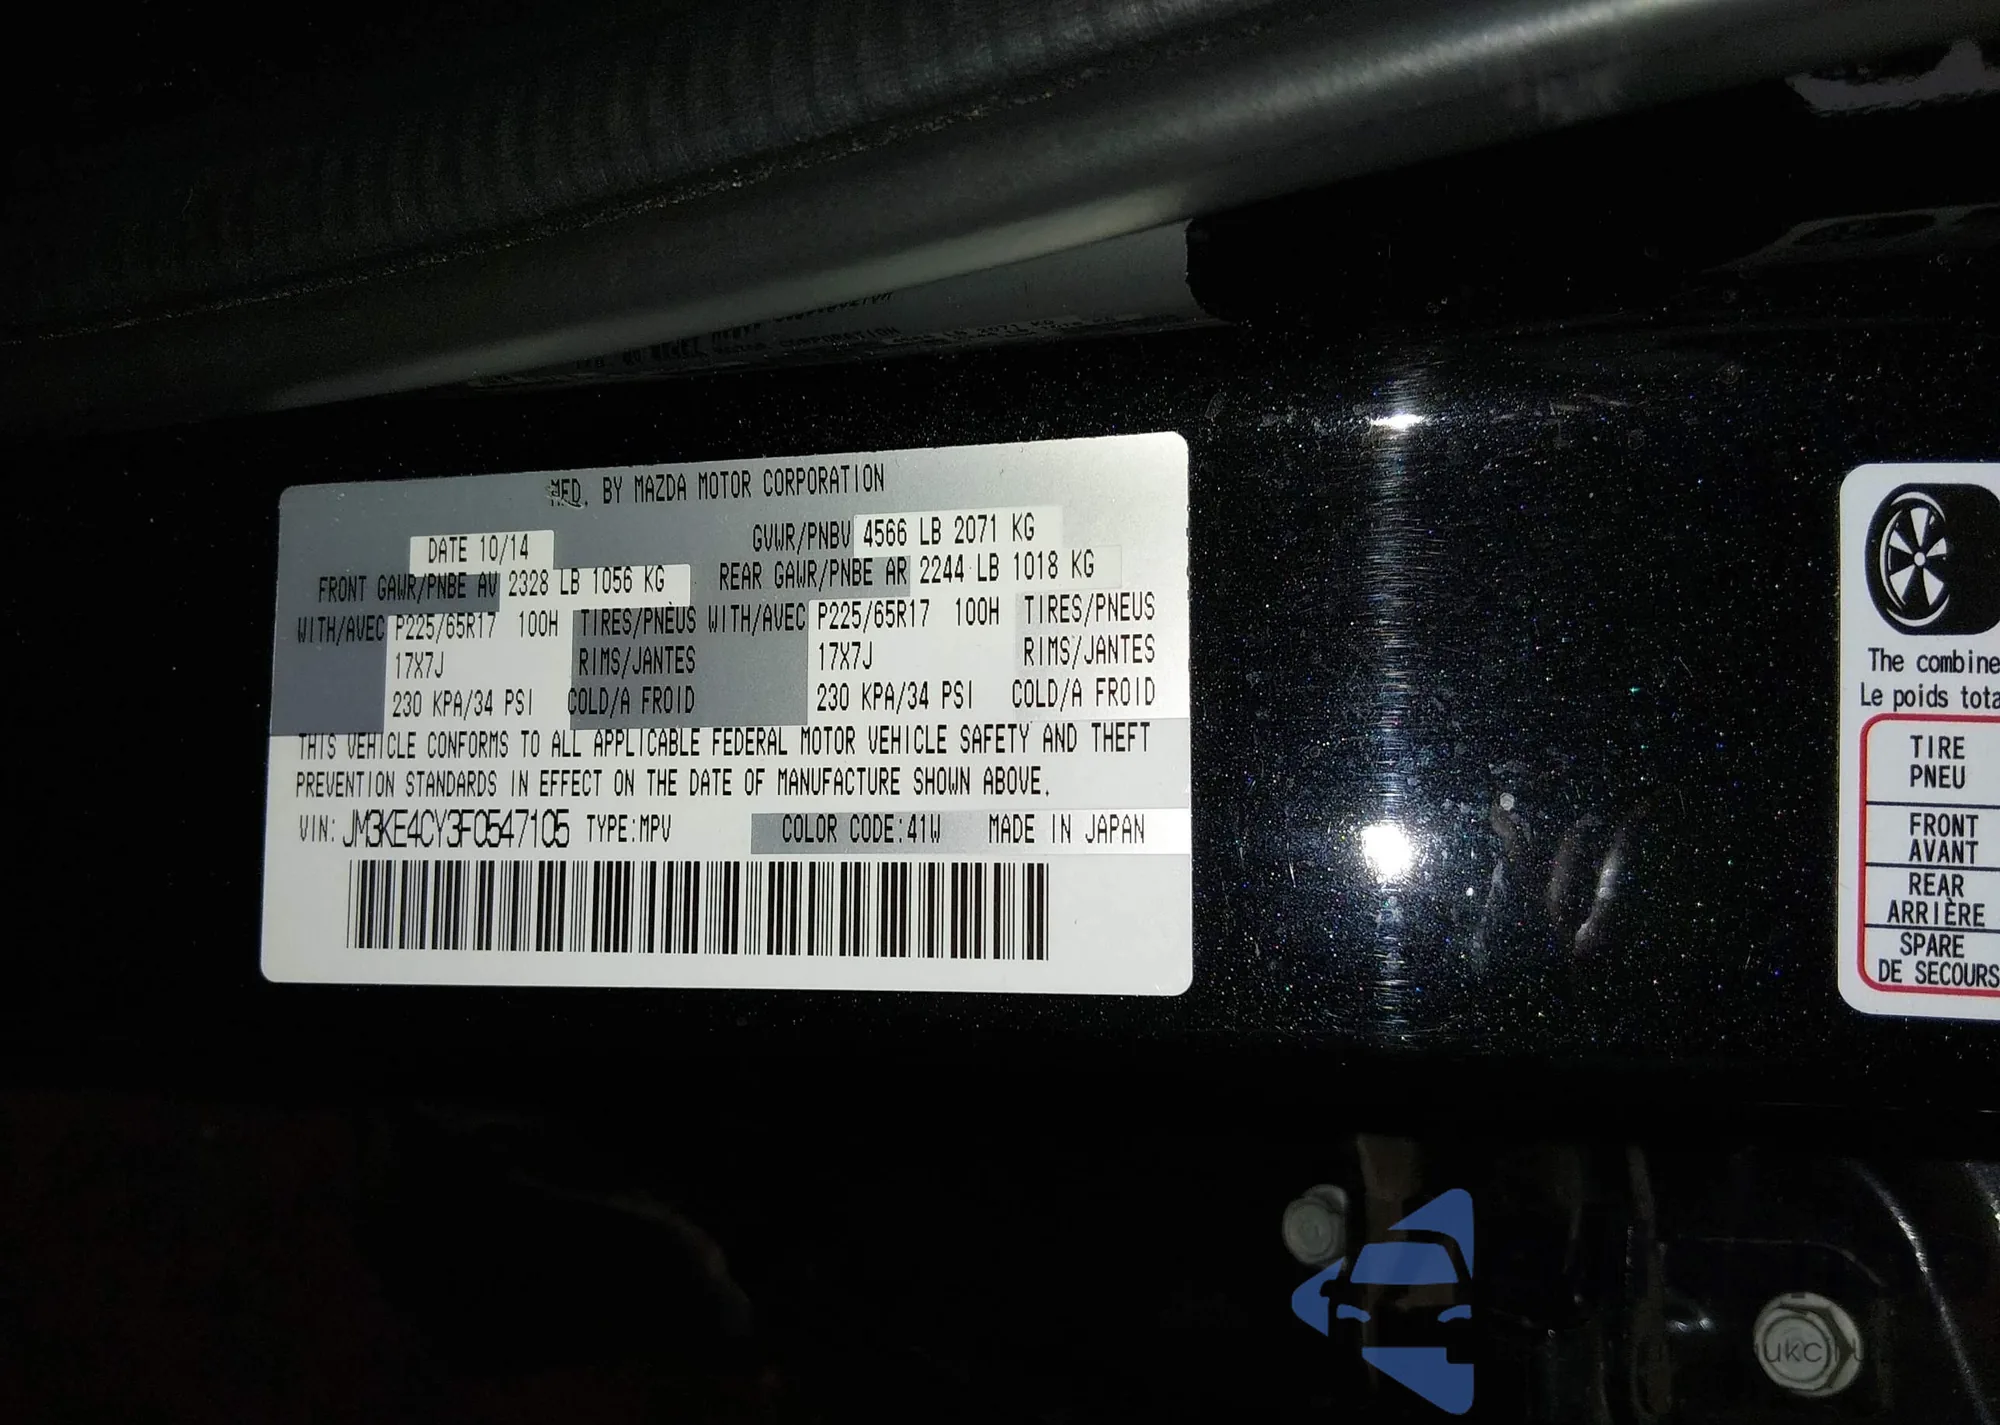 MFD. BY MAZDA MOTOR CORPORATION
DATE 10/14 GVWR/PNBV 4566 LB 2071 KG
FRONT GAWR/PNBE AV 2328 LB 1056 KG REAR GAWR/PNBE AR 2244 LB 1018 KG
WITH/AVEC P225/65R17 100H TIRES/PNEUS WITH/AVEC P225/65R17 100H TIRES/PNEUS
17X7J RIMS/JANTES 17X7J RIMS/JANTES
230 KPA/34 PSI COLD/A FROID 230 KPA/34 PSI COLD/A FROID
THIS VEHICLE CONFORMS TO ALL APPLICABLE FEDERAL MOTOR VEHICLE SAFETY AND THEFT
PREVENTION STANDARDS IN EFFECT ON THE DATE OF MANUFACTURE SHOWN ABOVE.
VIN: JM3KE4CY3F0547105 TYPE:MPV COLOR CODE:41W MADE IN JAPAN
The combine
Le poids tota
TIRE
PNEU
FRONT
AVANT
REAR
ARRIÈRE
SPARE
DE SECOURS